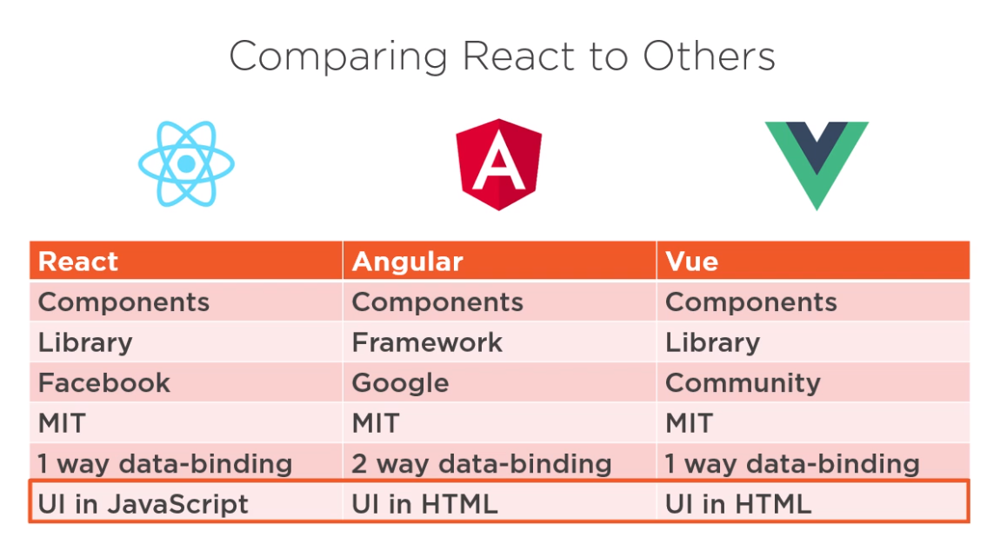 Comparing React to Others
A
React Angular Vue
Components Components Components
Library Framework Library
Facebook Google Community
MIT MIT MIT
1 way data-binding 2 way data-binding 1 way data-binding
UI in JavaScript UI in HTML UI in HTML